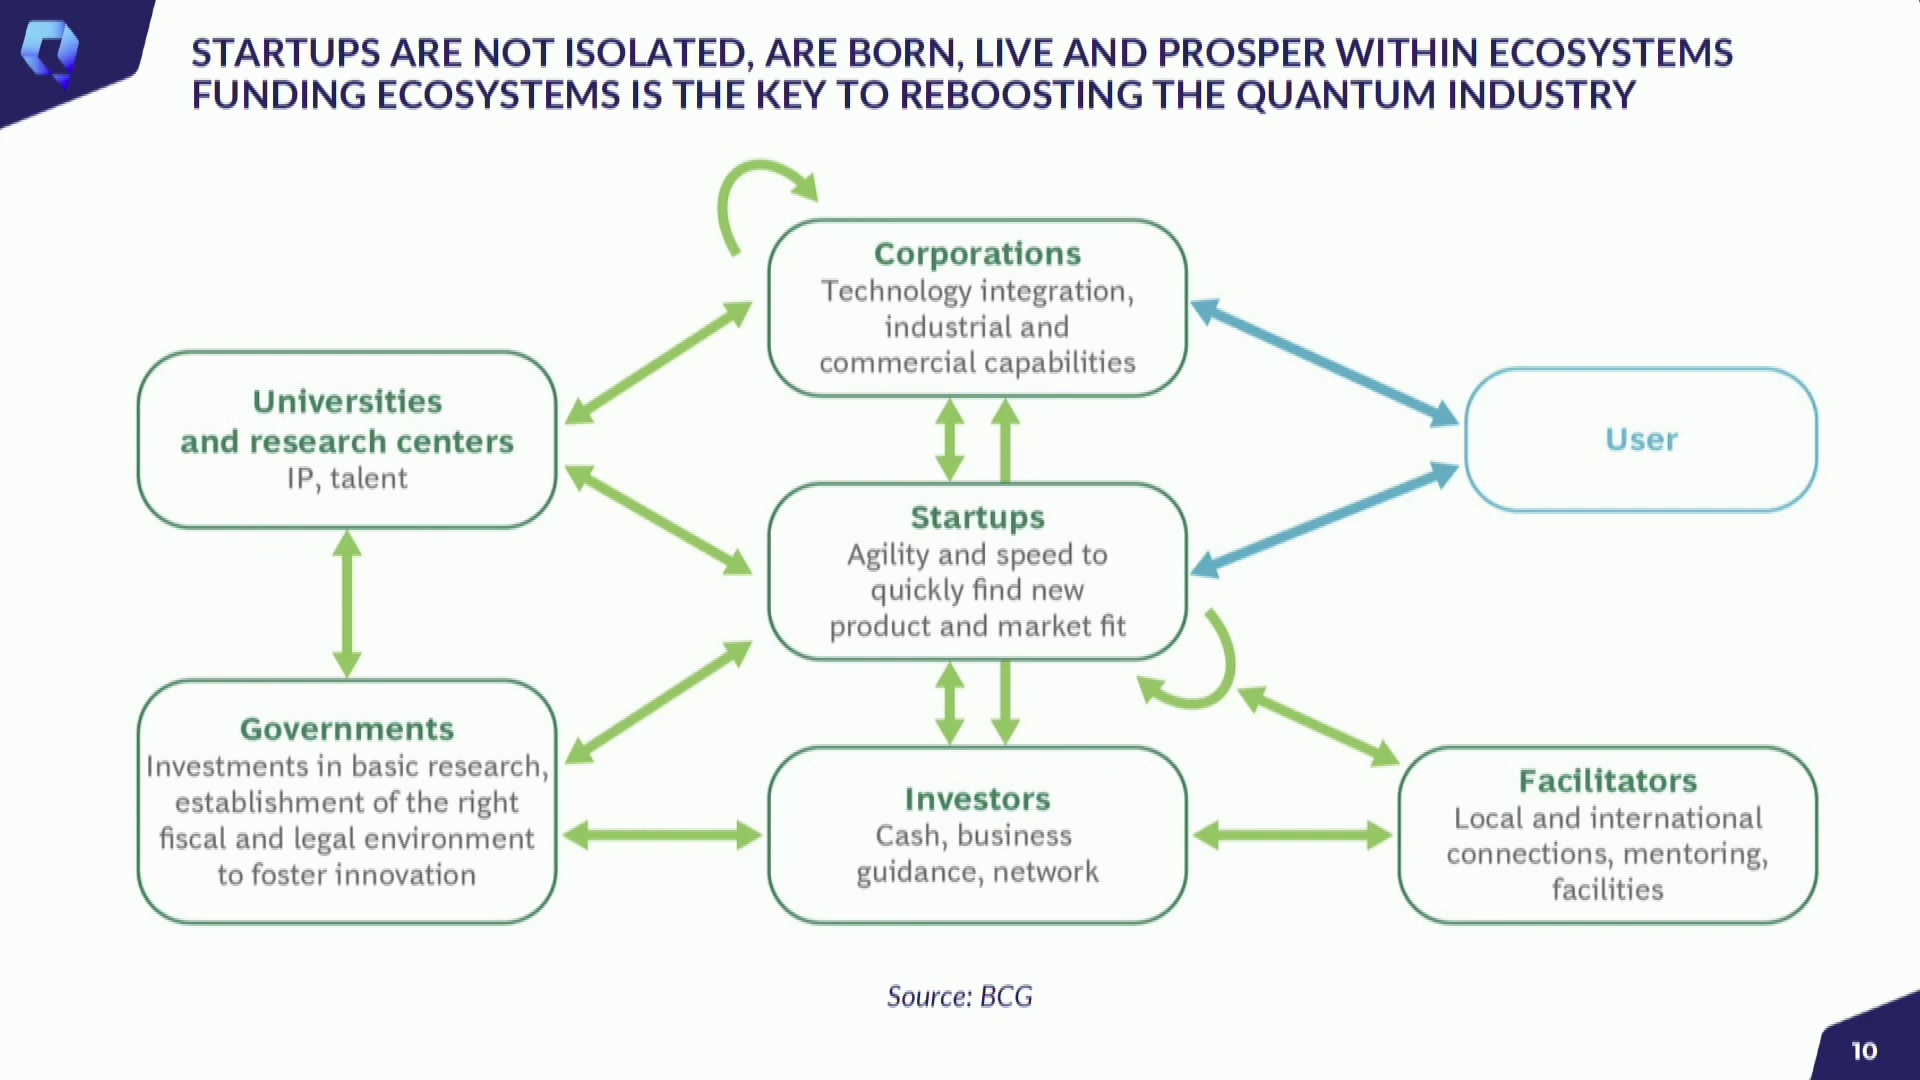 STARTUPS ARE NOT ISOLATED, ARE BORN, LIVE AND PROSPER WITHIN ECOSYSTEMS
FUNDING ECOSYSTEMS IS THE KEY TO REBOOSTING THE QUANTUM INDUSTRY
Corporations
Technology integration,
industrial and
commercial capabilities
Universities
and research centers
IP, talent
User
Startups
Agility and speed to
quickly find new
product and market fit
Governments
Investments in basic research,
establishment of the right
fiscal and legal environment
to foster innovation
Investors
Cash, business
guidance, network
Facilitators
Local and international
connections, mentoring,
facilities
Source: BCG
10